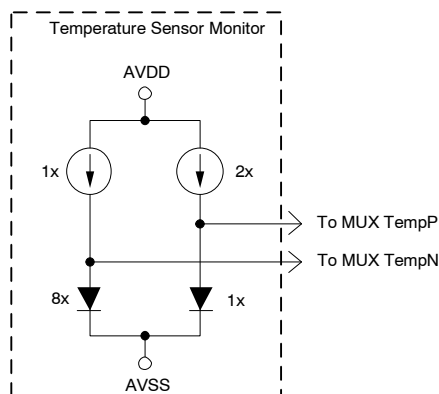 Temperature Sensor Monitor
AVDD
1x
2x
To MUX TempP
To MUX TempN
8x
1x
AVSS